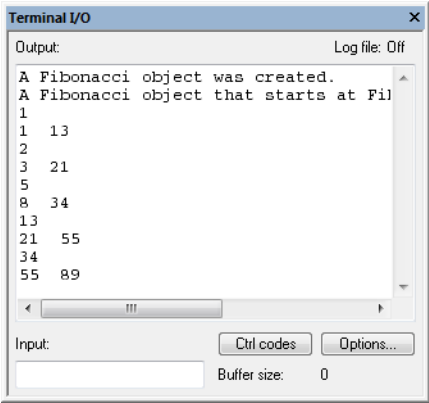 Terminal I/O
Output: Log file: Off
A Fibonacci object was created.
A Fibonacci object that starts at
1
1 13
2
3 21
5
8 34
13
21 55
34
55 89
Input: Ctrl codes Options...
Buffer size: 0